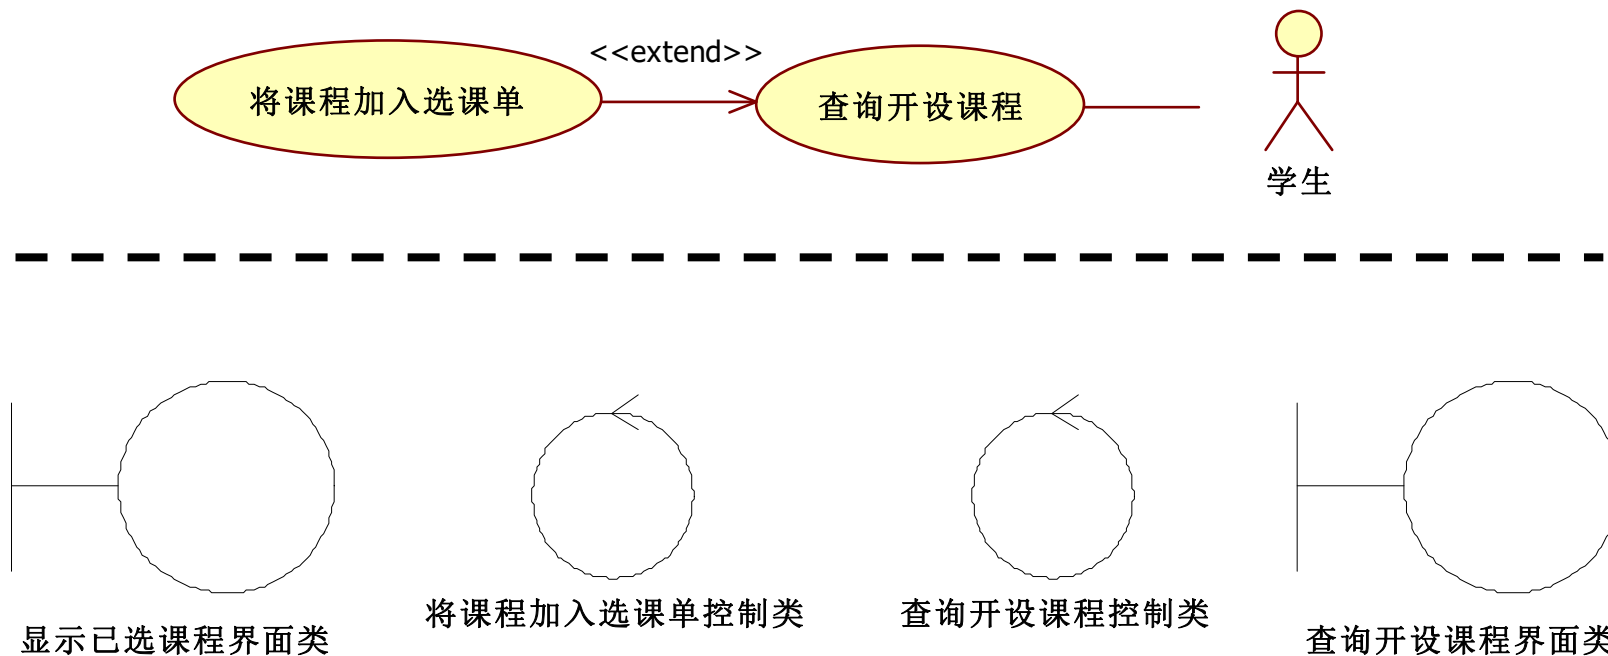 <<extend>>
将课程加入选课单
查询开设课程
学生
将课程加入选课单控制类
查询开设课程控制类
显示已选课程界面类
查询开设课程界面类